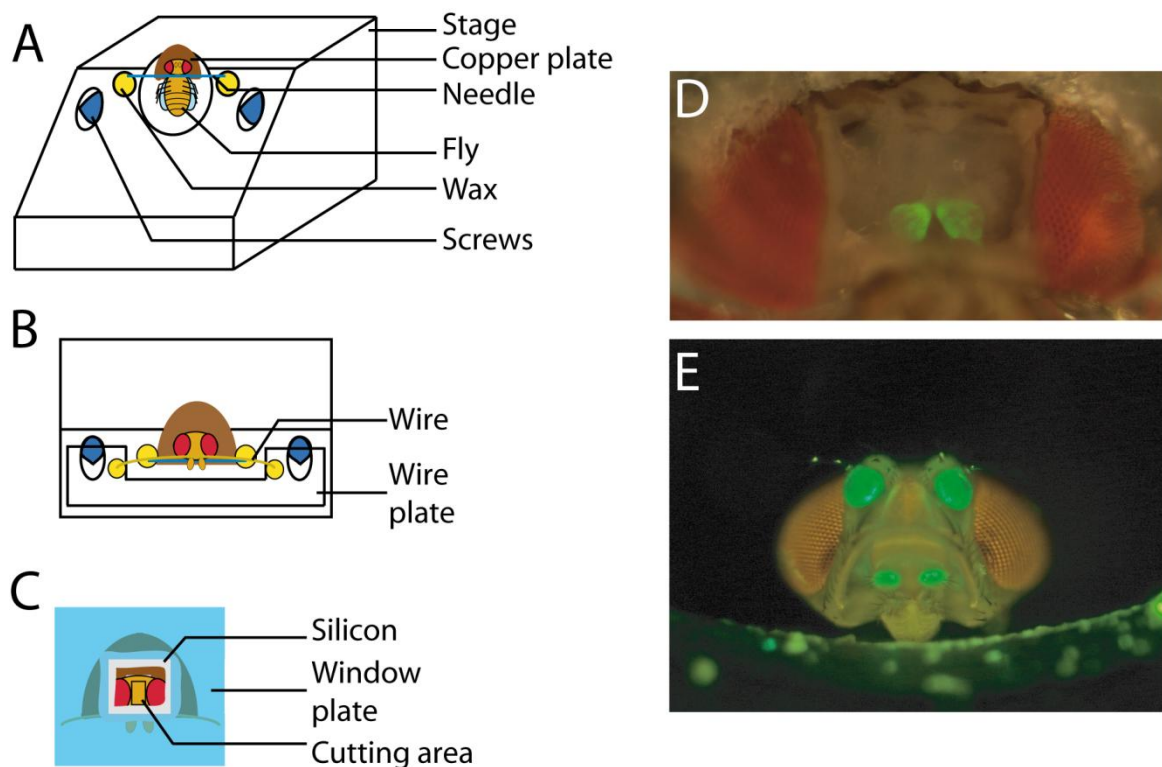 A
Stage
Copper plate
Needle
Fly
Wax
Screws
B
Wire
Wire
plate
C
Silicon
Window
plate
Cutting area
D
E